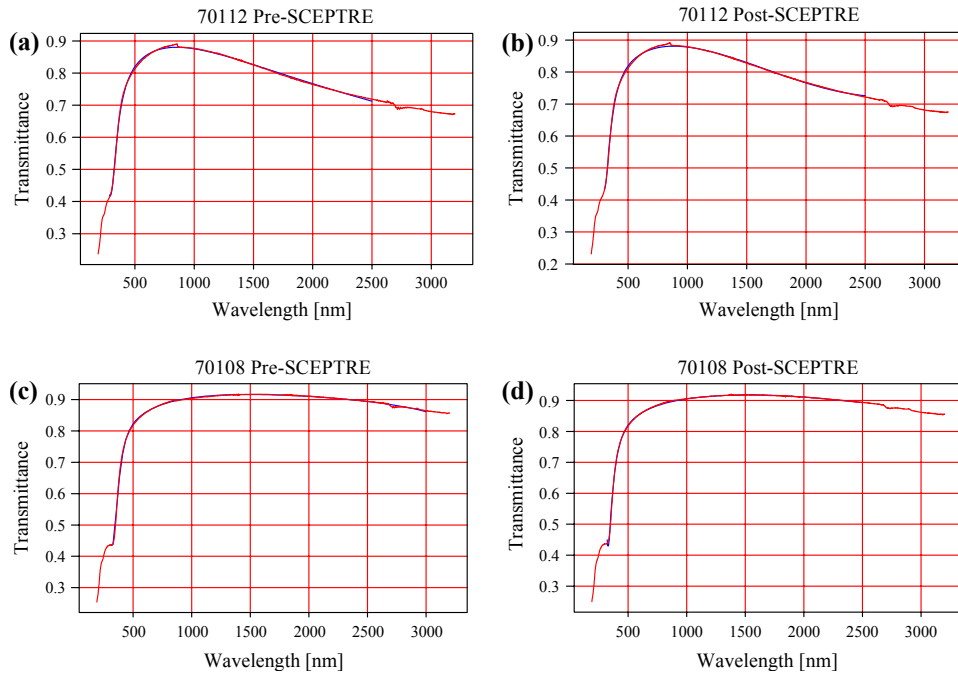 70112 Pre-SCEPTRE
(a)
0.9
0.8
0.7
0.6
0.5
0.4
0.3
Transmittance
500 1000 1500 2000 2500 3000
Wavelength [nm]
70112 Post-SCEPTRE
(b)
0.9
0.8
0.7
0.6
0.5
0.4
0.3
0.2
Transmittance
500 1000 1500 2000 2500 3000
Wavelength [nm]
70108 Pre-SCEPTRE
(c)
0.9
0.8
0.7
0.6
0.5
0.4
0.3
Transmittance
500 1000 1500 2000 2500 3000
Wavelength [nm]
70108 Post-SCEPTRE
(d)
0.9
0.8
0.7
0.6
0.5
0.4
0.3
Transmittance
500 1000 1500 2000 2500 3000
Wavelength [nm]